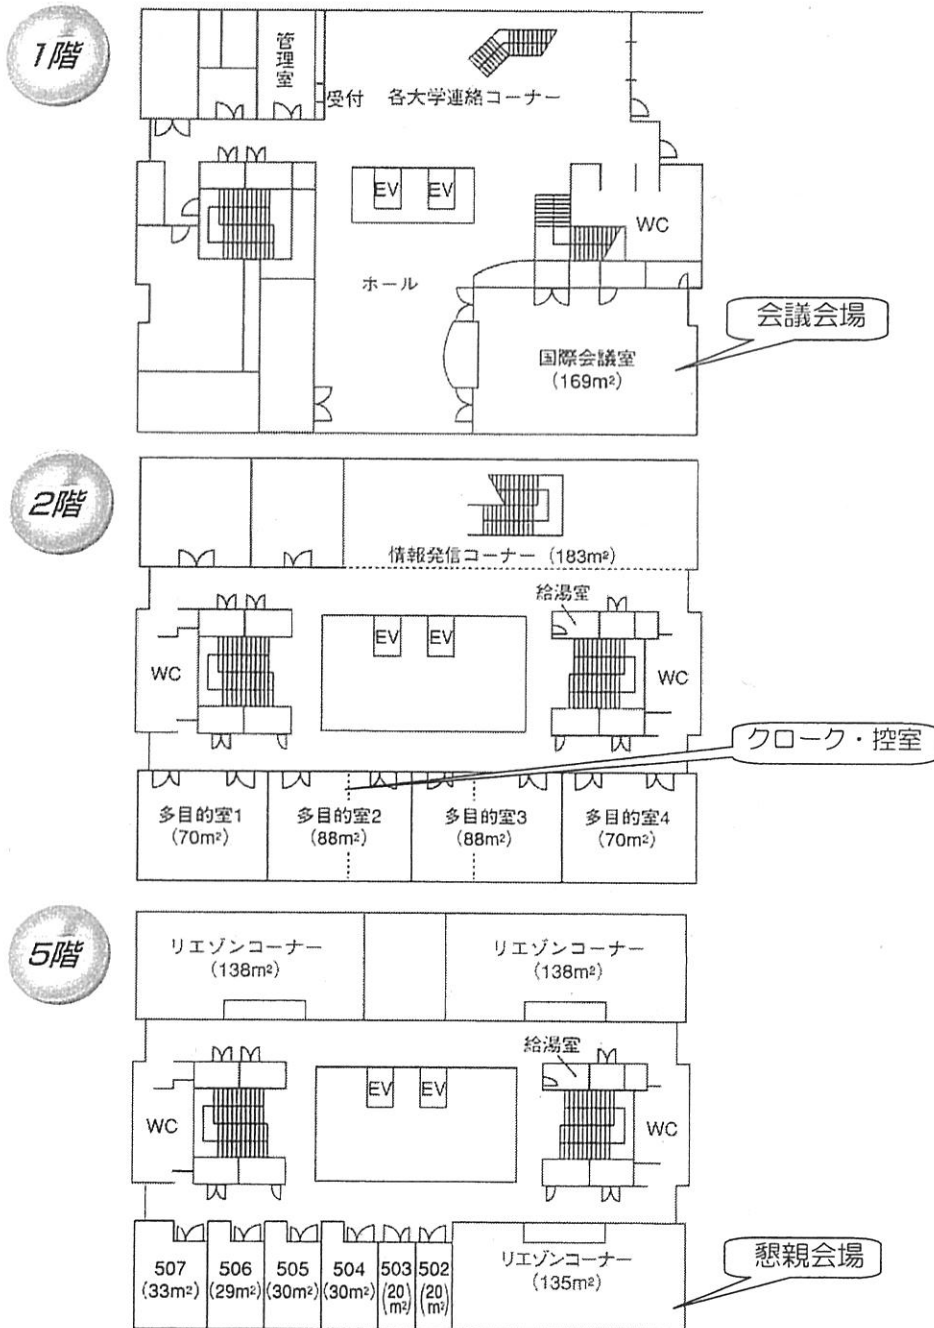 1階
管理室
受付
各大学連絡コーナー
EV
EV
WC
ホール
会議会場
国際会議室
(169m²)
2階
情報発信コーナー (183m²)
給湯室
EV
EV
WC
WC
クローク・控室
多目的室1
(70m²)
多目的室2
(88m²)
多目的室3
(88m²)
多目的室4
(70m²)
5階
リエゾンコーナー
(138m²)
リエゾンコーナー
(138m²)
給湯室
EV
EV
WC
WC
507
(33m²)
506
(29m²)
505
(30m²)
504
(30m²)
503
(20
m²)
502
(20
m²)
リエゾンコーナー
(135m²)
懇親会場